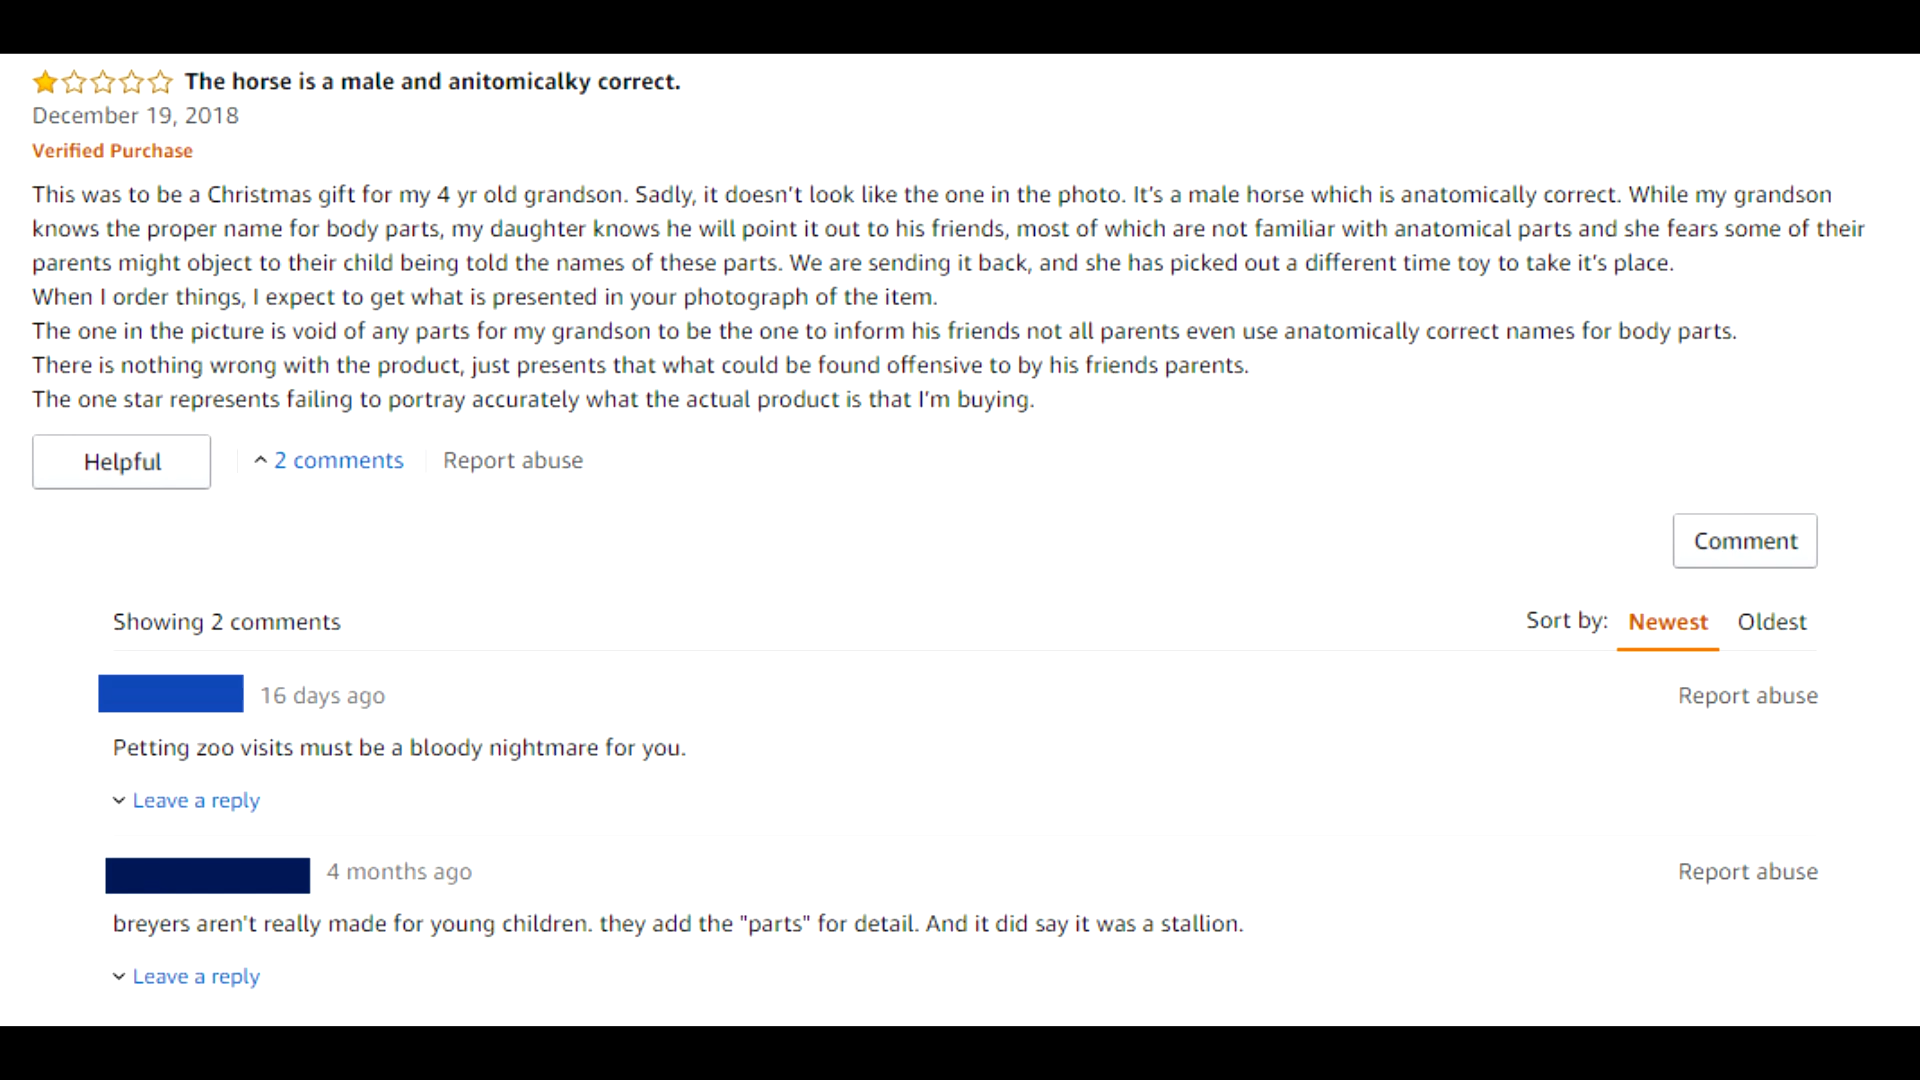 The horse is a male and anitomicalky correct.
December 19, 2018
Verified Purchase
This was to be a Christmas gift for my 4 yr old grandson. Sadly, it doesn't look like the one in the photo. It's a male horse which is anatomically correct. While my grandson
knows the proper name for body parts, my daughter knows he will point it out to his friends, most of which are not familiar with anatomical parts and she fears some of their
parents might object to their child being told the names of these parts. We are sending it back, and she has picked out a different time toy to take it's place.
When I order things, I expect to get what is presented in your photograph of the item.
The one in the picture is void of any parts for my grandson to be the one to inform his friends not all parents even use anatomically correct names for body parts.
There is nothing wrong with the product, just presents that what could be found offensive to by his friends parents.
The one star represents failing to portray accurately what the actual product is that I'm buying.
Helpful 2 comments Report abuse
Comment
Showing 2 comments Sort by: Newest Oldest
16 days ago Report abuse
Petting zoo visits must be a bloody nightmare for you.
Leave a reply
4 months ago Report abuse
breyers aren't really made for young children. they add the "parts" for detail. And it did say it was a stallion.
Leave a reply